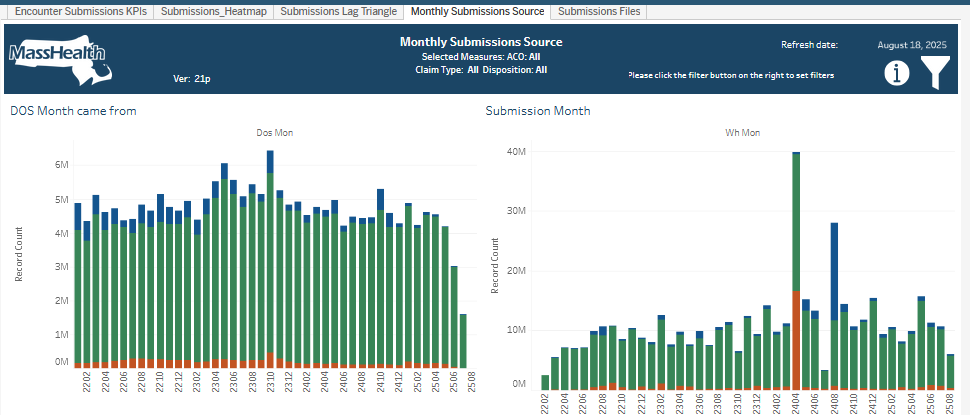 Encounter Submissions KPIs Submissions_Heatmap Submissions Lag Triangle Monthly Submissions Source Submissions Files
MassHealth
Ver: 21p
Monthly Submissions Source
Selected Measures: ACO: All
Claim Type: All Disposition: All
Refresh date: August 18, 2025
Please click the filter button on the right to set filters
i
DOS Month came from
Dos Mon
Record Count
6M
5M
4M
3M
2M
1M
0M
2202 2204 2206 2208 2210 2212 2302 2304 2306 2308 2310 2312 2402 2404 2406 2408 2410 2412 2502 2504 2506 2508
Submission Month
Wh Mon
Record Count
40M
30M
20M
10M
0M
2202 2204 2206 2208 2210 2212 2302 2304 2306 2308 2310 2312 2402 2404 2406 2408 2410 2412 2502 2504 2506 2508